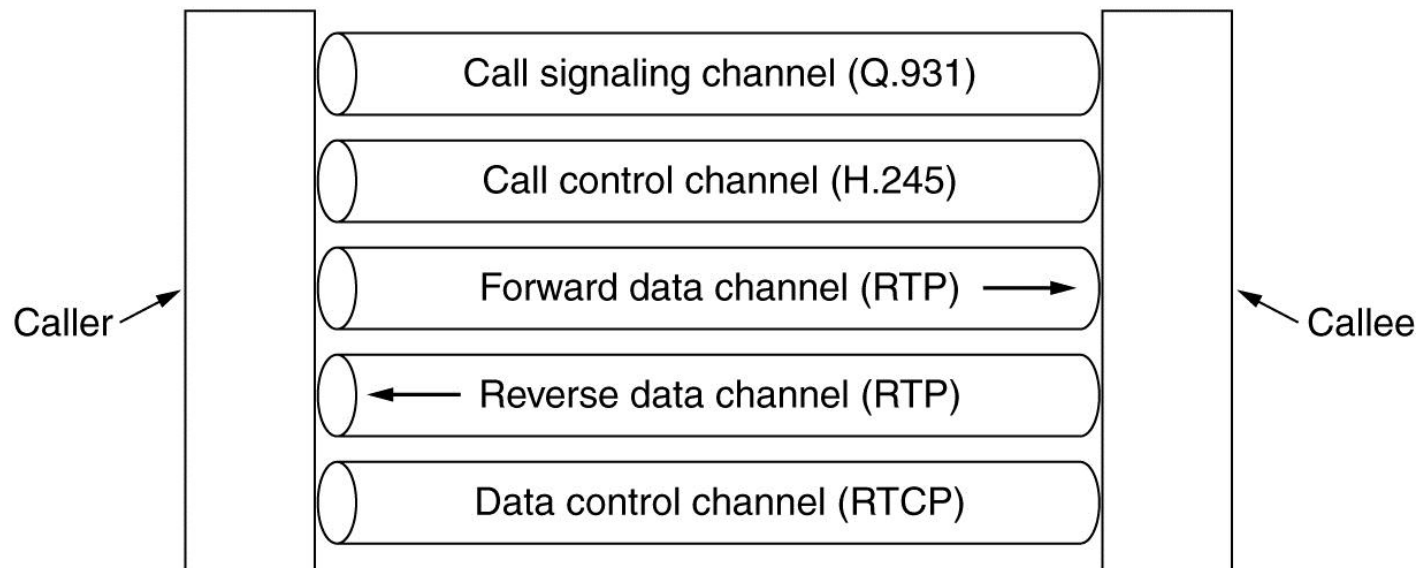 Call signaling channel (Q.931)
Call control channel (H.245)
Forward data channel (RTP)
Caller
Callee
Reverse data channel (RTP)
Data control channel (RTCP)